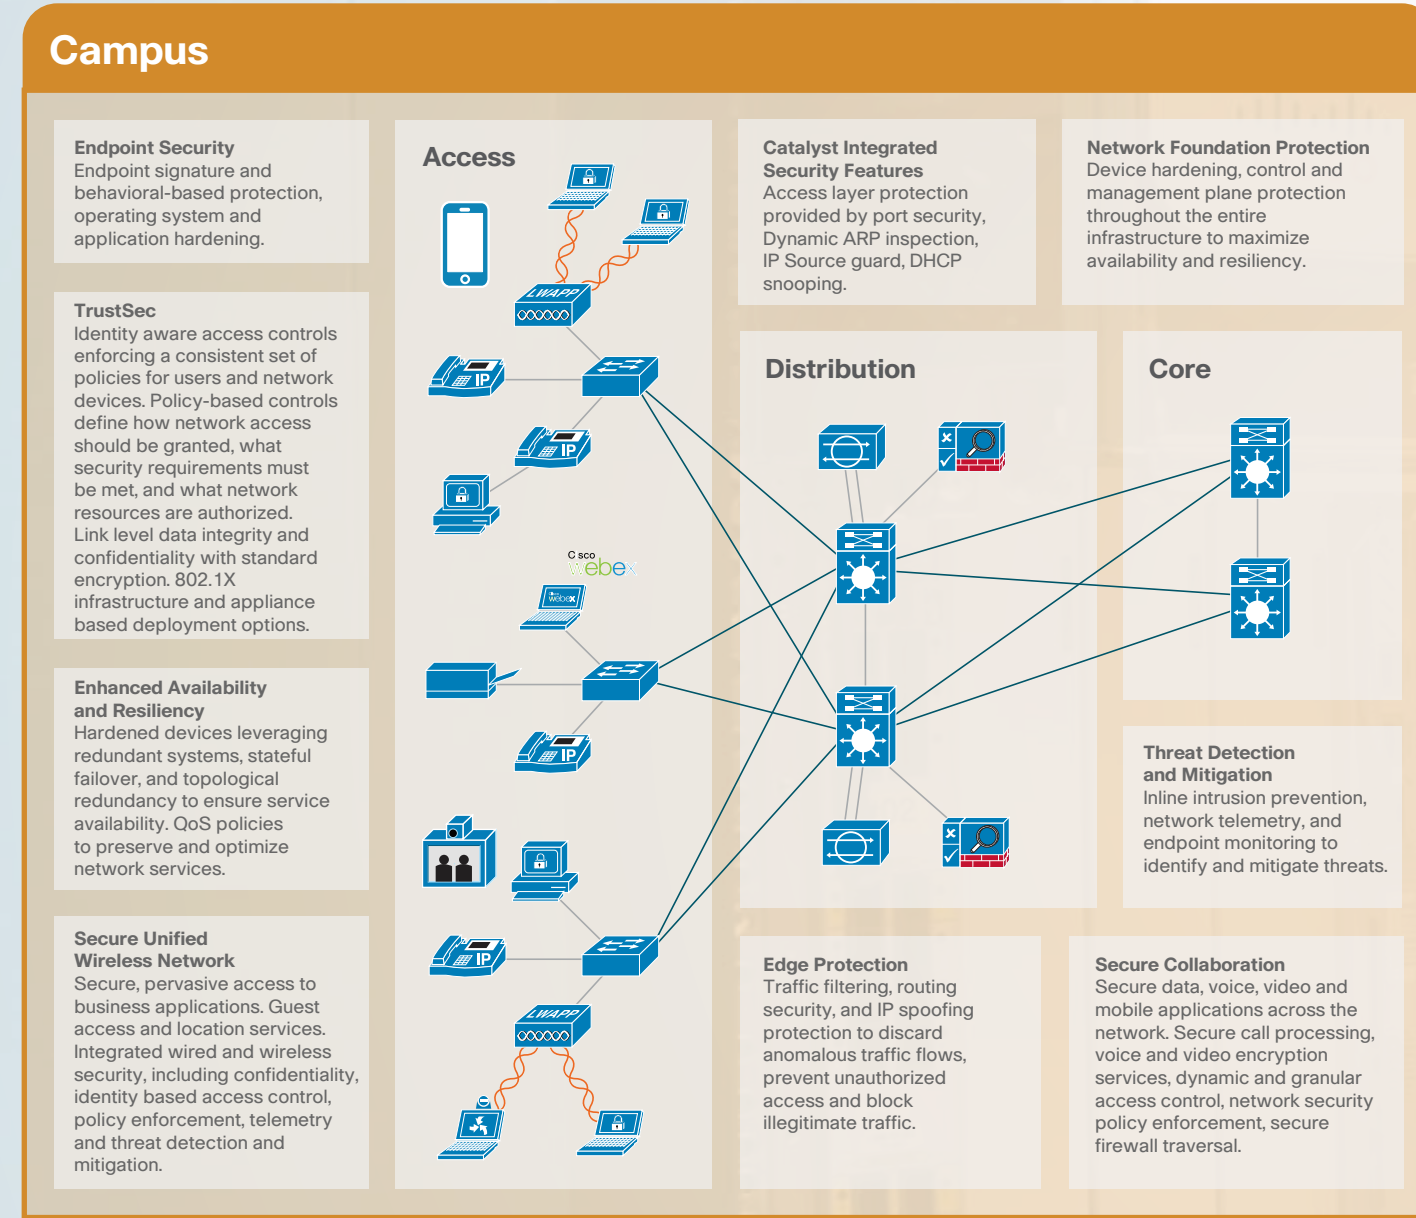 Campus
Endpoint Security
Endpoint signature and
behavioral-based protection,
operating system and
application hardening.
TrustSec
Identity aware access controls
enforcing a consistent set of
policies for users and network
devices. Policy-based controls
define how network access
should be granted, what
security requirements must
be met, and what network
resources are authorized.
Link level data integrity and
confidentiality with standard
encryption. 802.1X
infrastructure and appliance
based deployment options.
Enhanced Availability
and Resiliency
Hardened devices leveraging
redundant systems, stateful
failover, and topological
redundancy to ensure service
availability. QoS policies
to preserve and optimize
network services.
Secure Unified
Wireless Network
Secure, pervasive access to
business applications. Guest
access and location services.
Integrated wired and wireless
security, including confidentiality,
identity based access control,
policy enforcement, telemetry
and threat detection and
mitigation.
Access
LWAPP
IP
IP
C sco
webex
webex
IP
IP
LWAPP
Catalyst Integrated
Security Features
Access layer protection
provided by port security,
Dynamic ARP inspection,
IP Source guard, DHCP
snooping.
Network Foundation Protection
Device hardening, control and
management plane protection
throughout the entire
infrastructure to maximize
availability and resiliency.
Distribution
Core
Threat Detection
and Mitigation
Inline intrusion prevention,
network telemetry, and
endpoint monitoring to
identify and mitigate threats.
Edge Protection
Traffic filtering, routing
security, and IP spoofing
protection to discard
anomalous traffic flows,
prevent unauthorized
access and block
illegitimate traffic.
Secure Collaboration
Secure data, voice, video and
mobile applications across the
network. Secure call processing,
voice and video encryption
services, dynamic and granular
access control, network security
policy enforcement, secure
firewall traversal.